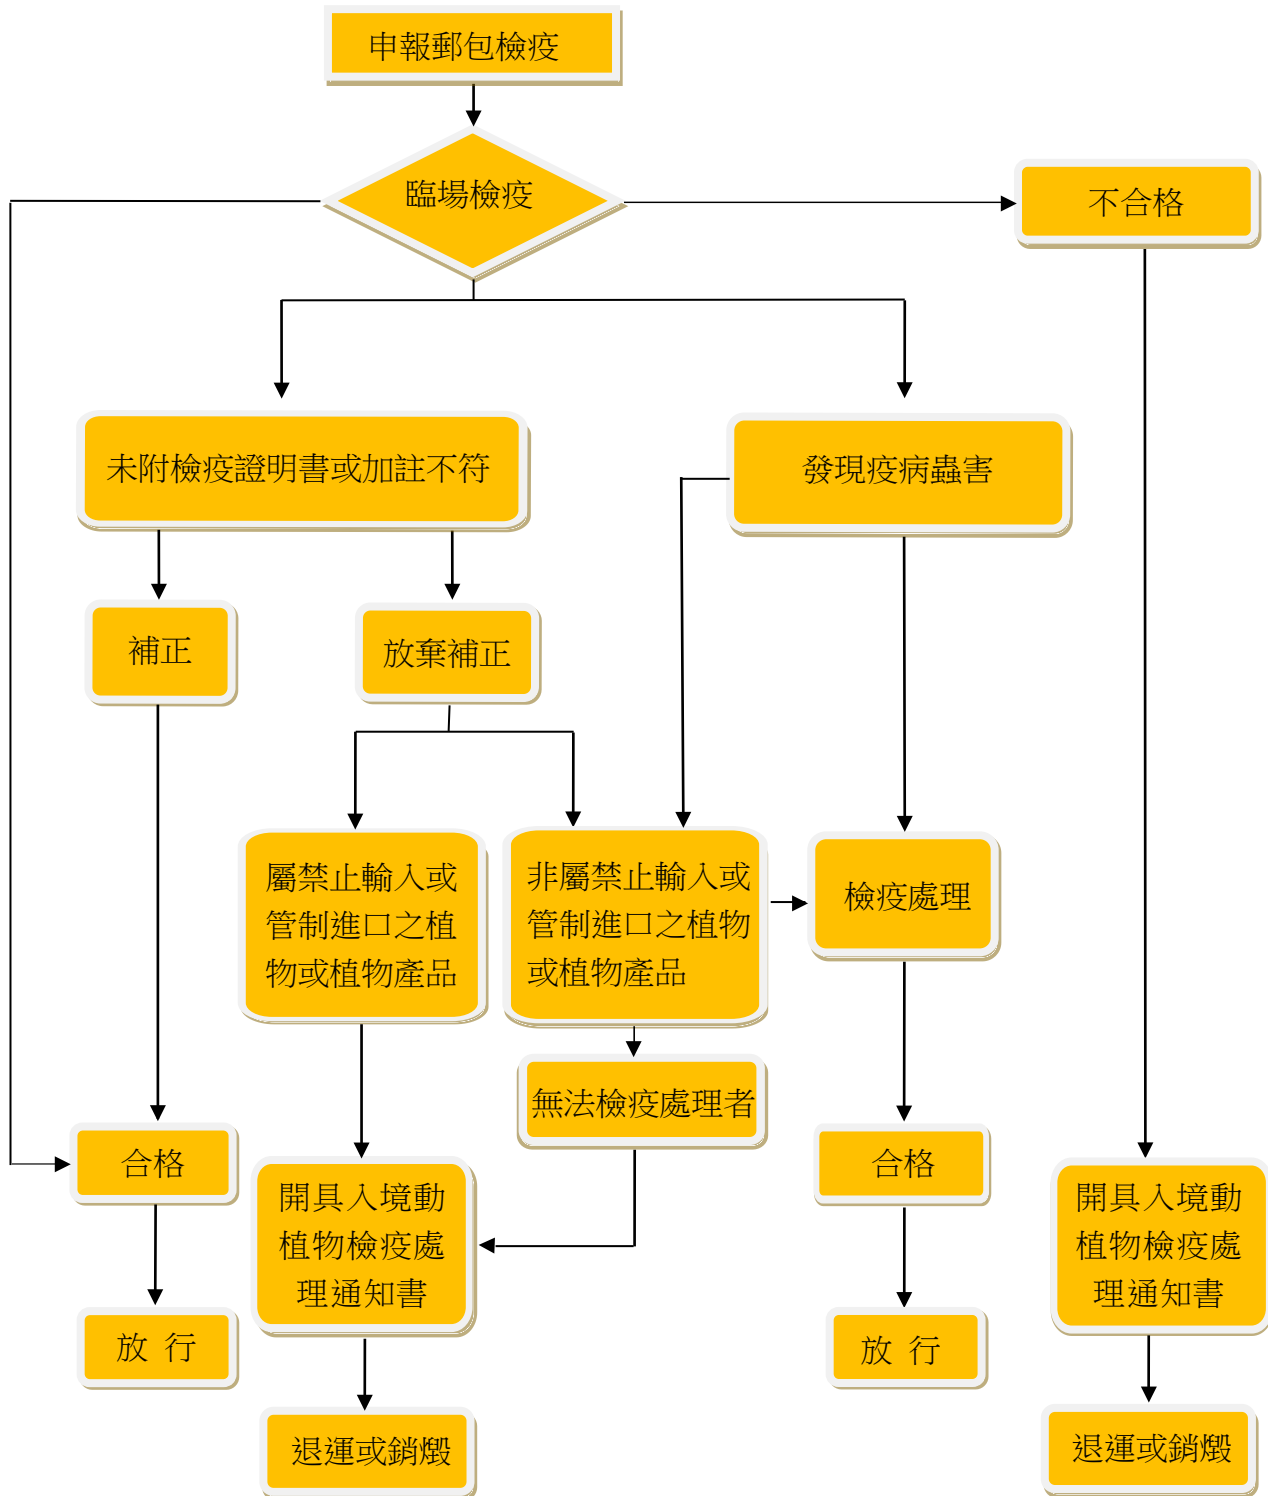 申報郵包檢疫
臨場檢疫
不合格
未附檢疫證明書或加註不符
發現疫病蟲害
補正
放棄補正
屬禁止輸入或
管制進口之植
物或植物產品
非屬禁止輸入或
管制進口之植物
或植物產品
檢疫處理
無法檢疫處理者
合格
合格
開具入境動
植物檢疫處
理通知書
開具入境動
植物檢疫處
理通知書
放 行
放 行
退運或銷燬
退運或銷燬